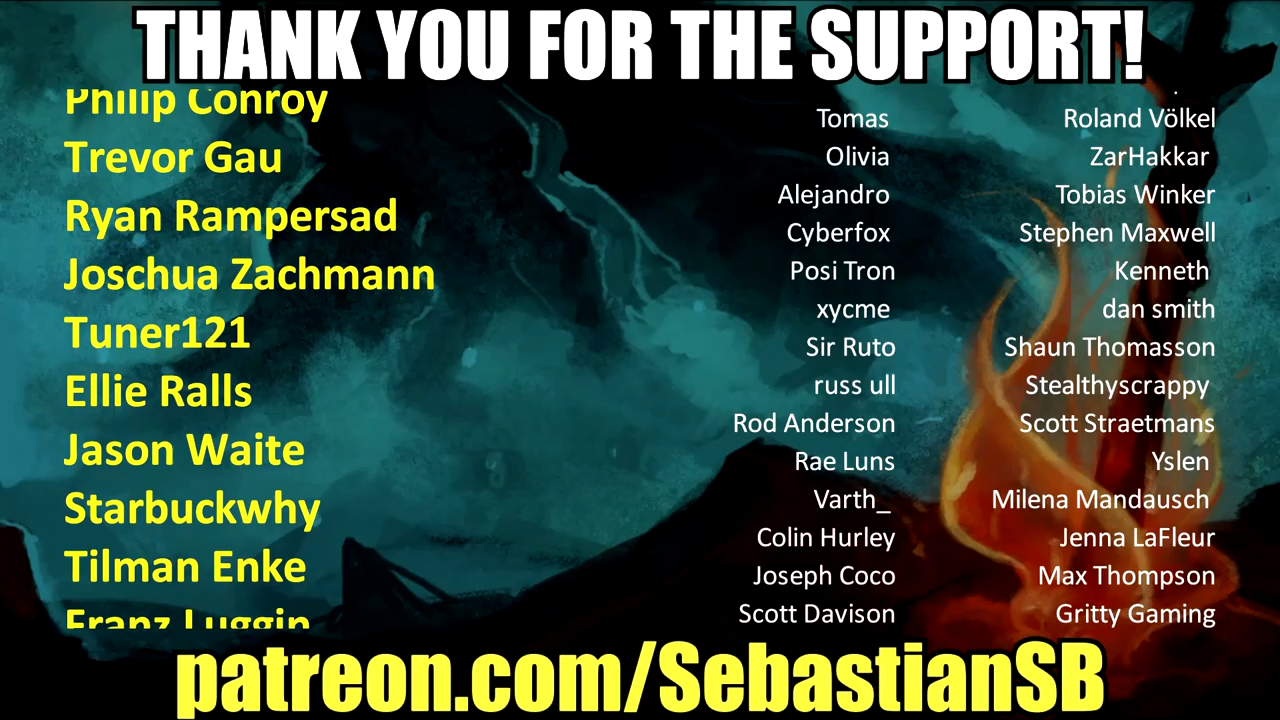 THANK YOU FOR THE SUPPORT!
Philip Conroy
Trevor Gau
Ryan Rampersad
Joschua Zachmann
Tuner121
Ellie Ralls
Jason Waite
Starbuckwhy
Tilman Enke
Franz Luggin
Tomas
Olivia
Alejandro
Cyberfox
Posi Tron
xycme
Sir Ruto
russ ull
Rod Anderson
Rae Luns
Varth_
Colin Hurley
Joseph Coco
Scott Davison
Roland Völkel
ZarHakkar
Tobias Winker
Stephen Maxwell
Kenneth
dan smith
Shaun Thomasson
Stealthyscrappy
Scott Straetmans
Yslen
Milena Mandausch
Jenna LaFleur
Max Thompson
Gritty Gaming
patreon.com/SebastianSB